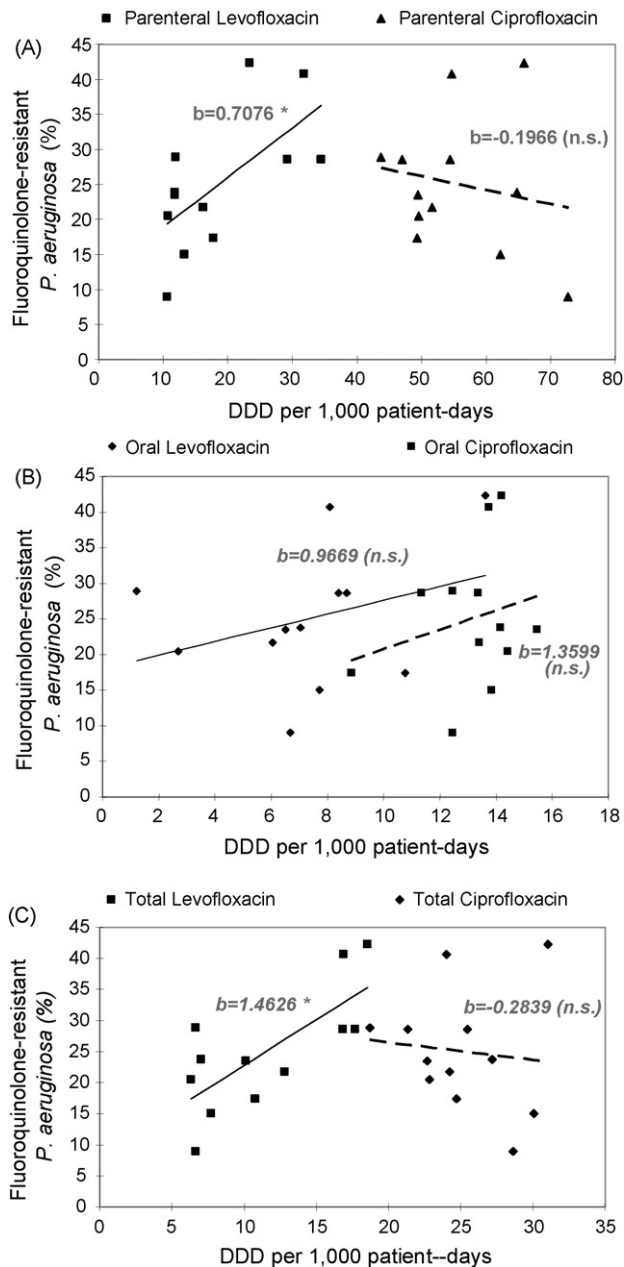 (A)
Parenteral Levofloxacin
Parenteral Ciprofloxacin
Fluoroquinolone-resistant
P. aeruginosa (%)
45
40
35
30
25
20
15
10
5
0
b=0.7076 *
b=-0.1966 (n.s.)
0
10
20
30
40
50
60
70
80
DDD per 1,000 patient-days
(B)
Oral Levofloxacin
Oral Ciprofloxacin
Fluoroquinolone-resistant
P. aeruginosa (%)
45
40
35
30
25
20
15
10
5
0
b=0.9669 (n.s.)
b=1.3599
(n.s.)
0
2
4
6
8
10
12
14
16
18
DDD per 1,000 patient-days
(C)
Total Levofloxacin
Total Ciprofloxacin
Fluoroquinolone-resistant
P. aeruginosa (%)
45
40
35
30
25
20
15
10
5
0
b=1.4626 *
b=-0.2839 (n.s.)
0
5
10
15
20
25
30
35
DDD per 1,000 patient--days